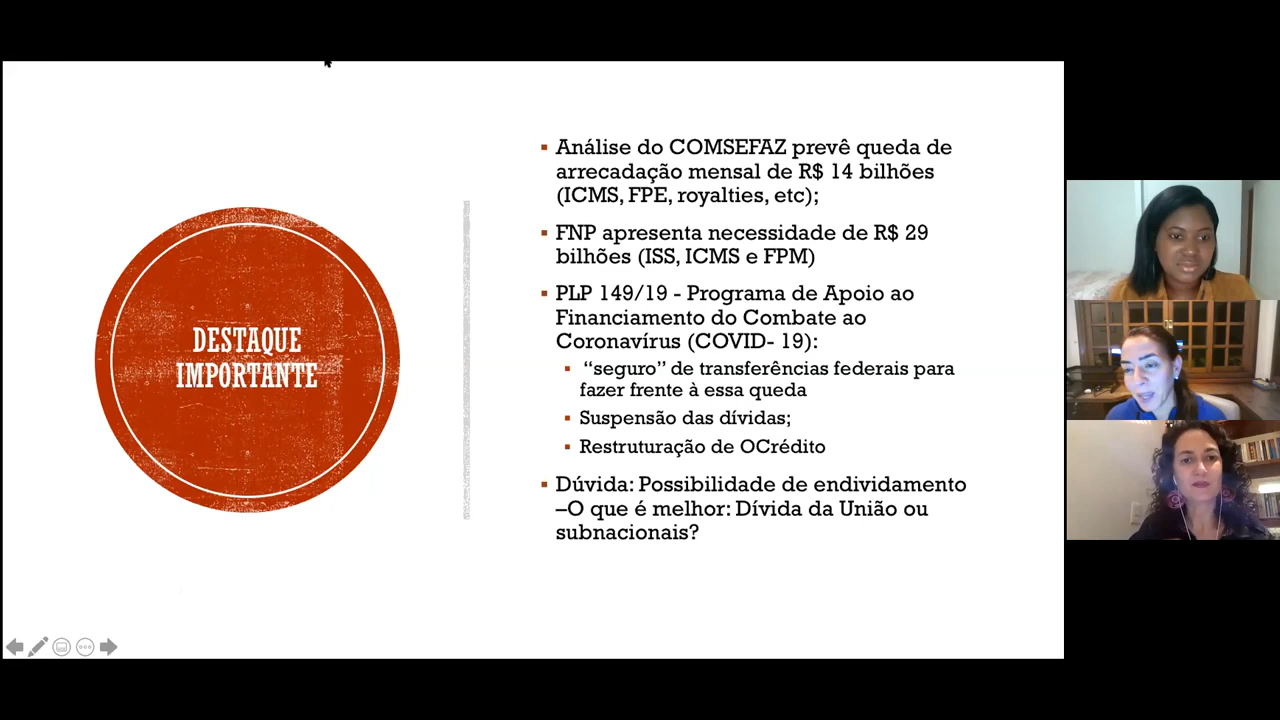 DESTAQUE
IMPORTANTE
▪ Análise do COMSEFAZ prevê queda de
arrecadação mensal de R$ 14 bilhões
(ICMS, FPE, royalties, etc);
▪ FNP apresenta necessidade de R$ 29
bilhões (ISS, ICMS e FPM)
▪ PLP 149/19 - Programa de Apoio ao
Financiamento do Combate ao
Coronavírus (COVID- 19):
▪ “seguro” de transferências federais para
fazer frente à essa queda
▪ Suspensão das dívidas;
▪ Restruturação de OCrédito
▪ Dúvida: Possibilidade de endividamento
–O que é melhor: Dívida da União ou
subnacionais?